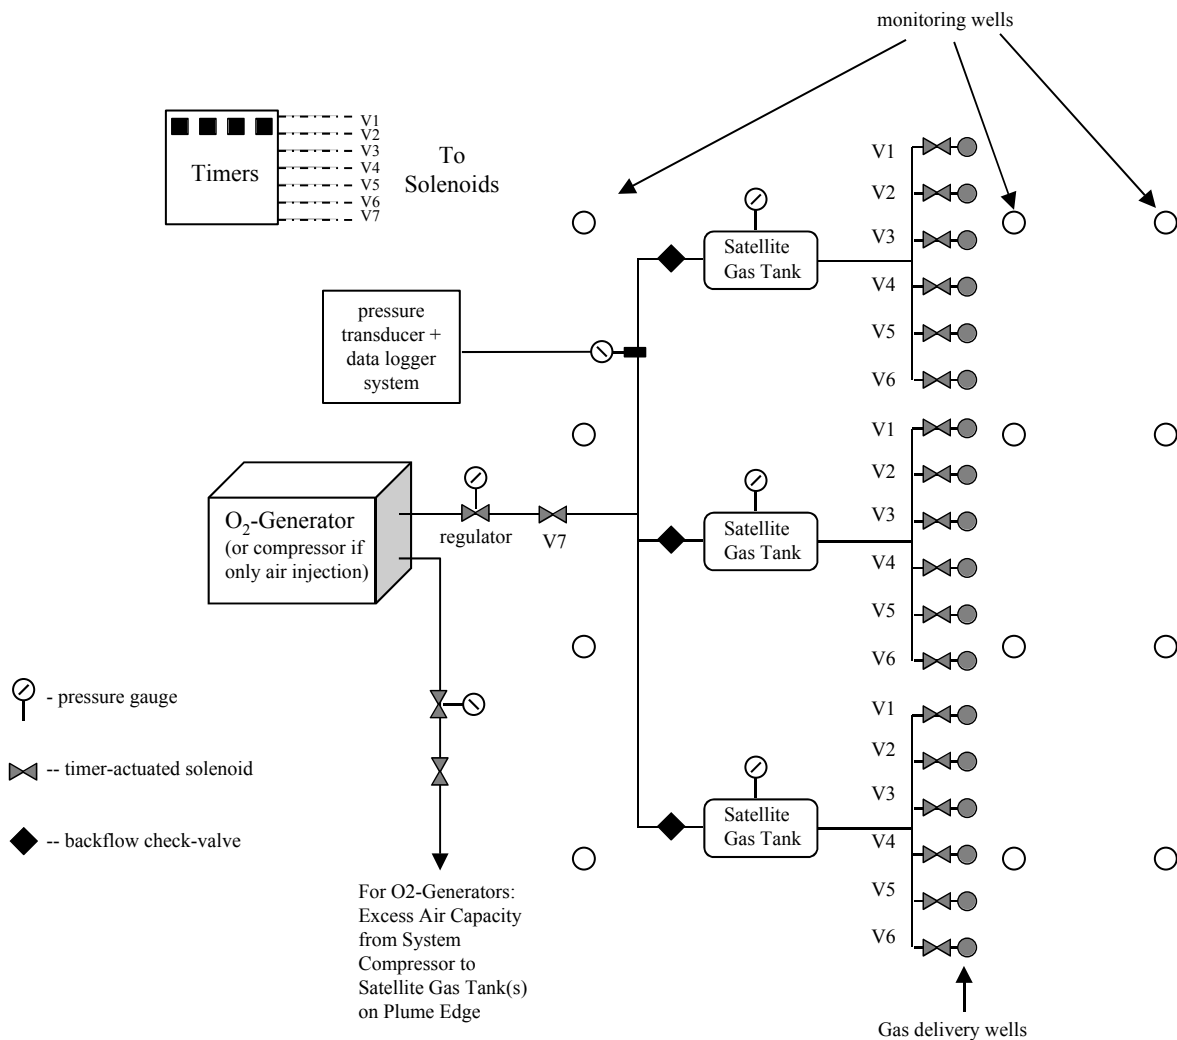 monitoring wells
V1
V2
V3
V4
V5
V6
V7
Timers
To
Solenoids
V1
V2
V3
V4
V5
V6
Satellite
Gas Tank
pressure
transducer +
data logger
system
V1
V2
V3
V4
V5
V6
Satellite
Gas Tank
O2-Generator
(or compressor if
only air injection)
regulator
V7
- pressure gauge
-- timer-actuated solenoid
-- backflow check-valve
V1
V2
V3
V4
V5
V6
Satellite
Gas Tank
For O2-Generators:
Excess Air Capacity
from System
Compressor to
Satellite Gas Tank(s)
on Plume Edge
Gas delivery wells